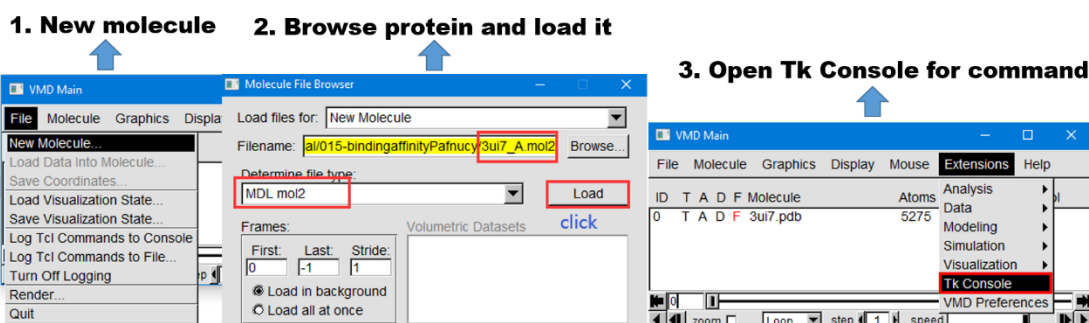 1. New molecule
2. Browse protein and load it
3. Open Tk Console for command
VMD Main
File Molecule Graphics Displa
New Molecule...
Load Data Into Molecule...
Save Coordinates...
Load Visualization State...
Save Visualization State...
Log Tcl Commands to Console
Log Tcl Commands to File...
Turn Off Logging
Render...
Quit
Molecule File Browser
Load files for: New Molecule
Filename: al/015-bindingaffinityPafnucy/3ui7_A.mol2 Browse...
Determine file type:
MDL mol2 Load
click
Frames: Volumetric Datasets
First: Last: Stride:
0 -1 1
Load in background
Load all at once
VMD Main
File Molecule Graphics Display Mouse Extensions Help
ID T A D F Molecule Atoms
0 T A D F 3ui7.pdb 5275
Analysis
Data
Modeling
Simulation
Visualization
Tk Console
VMD Preferences
0
zoom Loop step 1 speed